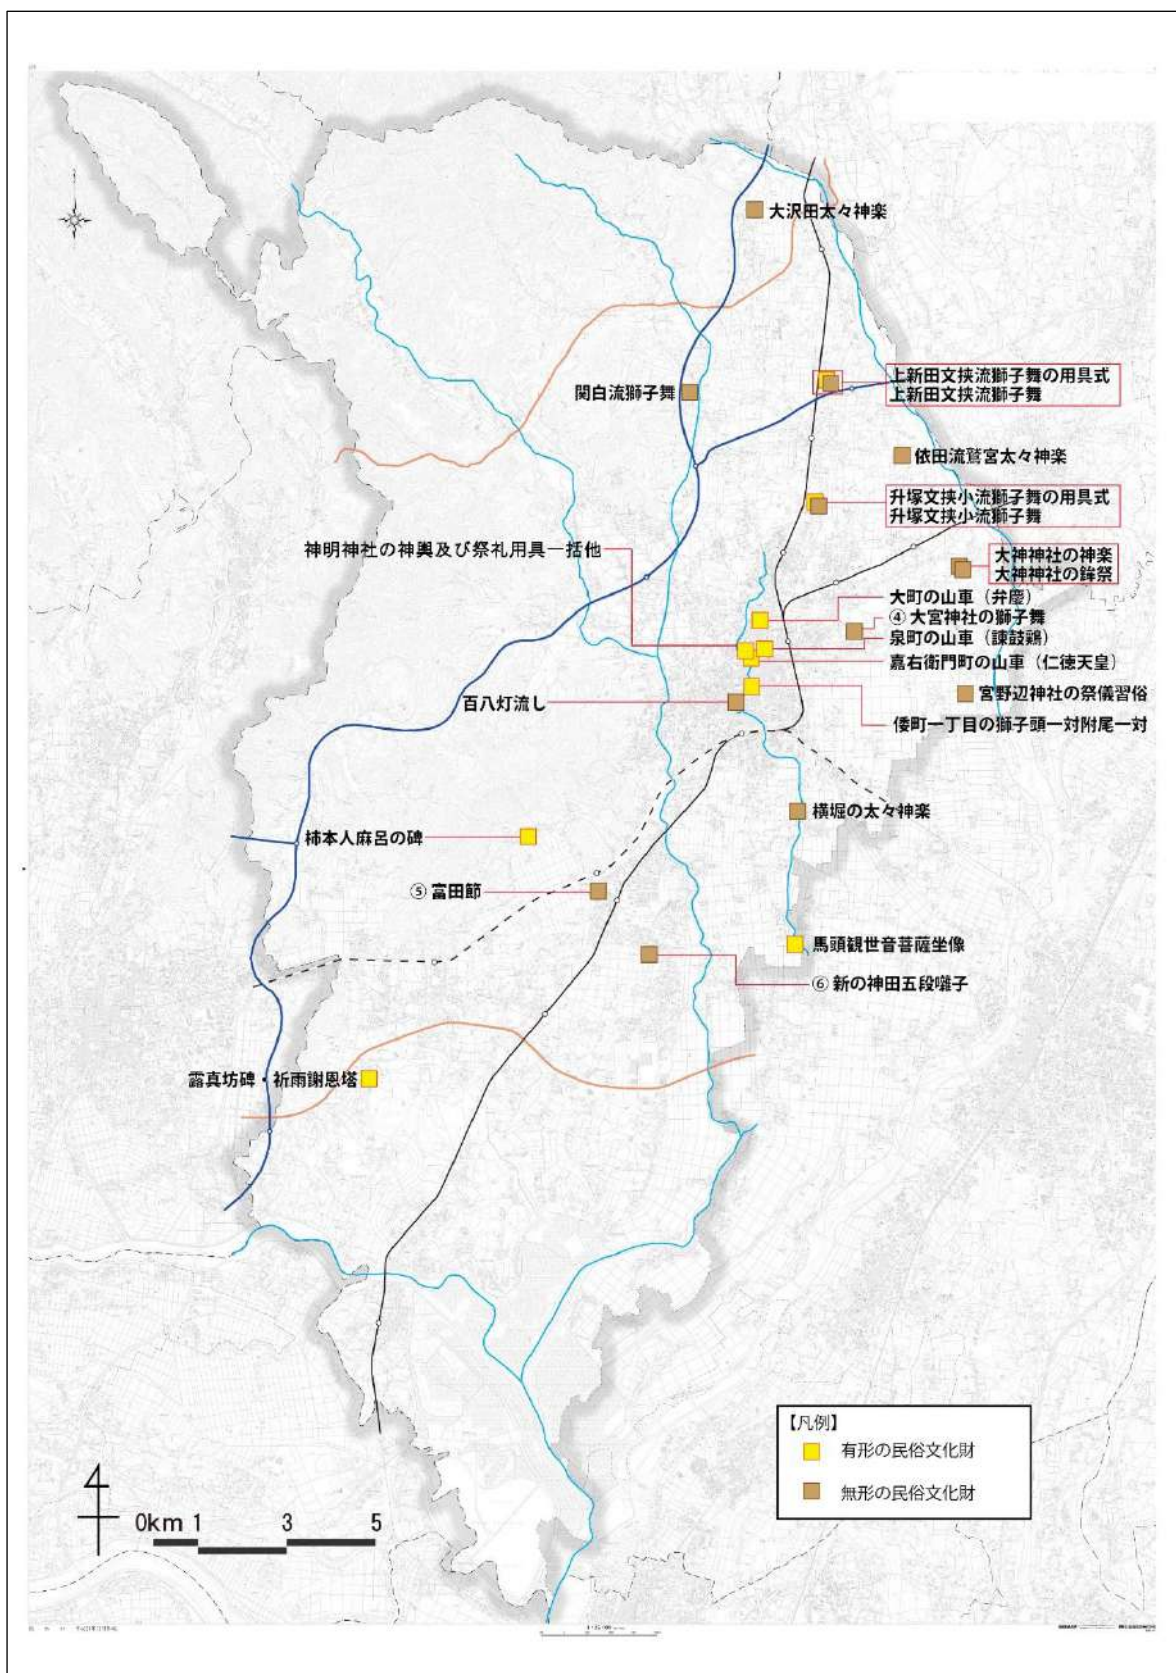 大沢田太々神楽
関白流獅子舞
上新田文挟流獅子舞の用具式
上新田文挟流獅子舞
依田流鷲宮太々神楽
升塚文挟小流獅子舞の用具式
升塚文挟小流獅子舞
神明神社の神輿及び祭礼用具一括他
大神神社の神楽
大神神社の鉾祭
大町の山車（弁慶）
④ 大宮神社の獅子舞
泉町の山車（諫鼓鶏）
嘉右衛門町の山車（仁徳天皇）
宮野辺神社の祭儀習俗
百八灯流し
倭町一丁目の獅子頭一対附尾一対
横堀の太々神楽
柿本人麻呂の碑
⑤ 富田節
馬頭観世音菩薩坐像
⑥ 新の神田五段囃子
露真坊碑・祈雨謝恩塔
【凡例】
有形の民俗文化財
無形の民俗文化財
0km 1 3 5